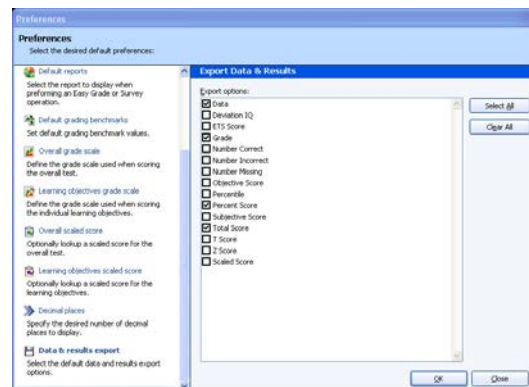 Preferences
Preferences
Select the desired default preferences:
Default reports
Select the report to display when
preforming an Easy Grade or Survey
operation.
Default grading benchmarks
Set default grading benchmark values.
Overall grade scale
Define the grade scale used when scoring
the overall test.
Learning objectives grade scale
Define the grade scale used when scoring
the individual learning objectives.
Overall scaled score
Optionally lookup a scaled score for the
overall test.
Learning objectives scaled score
Optionally lookup a scaled score for the
learning objectives.
Decimal places
Specify the desired number of decimal
places to display.
Data & results export
Select the default data and results export
options.
Export Data & Results
Export options:
Data
Deviation IQ
ETS Score
Grade
Number Correct
Number Incorrect
Number Missing
Objective Score
Percentile
Percent Score
Subjective Score
Total Score
T Score
Z Score
Scaled Score
Select All
Clear All
OK
Close